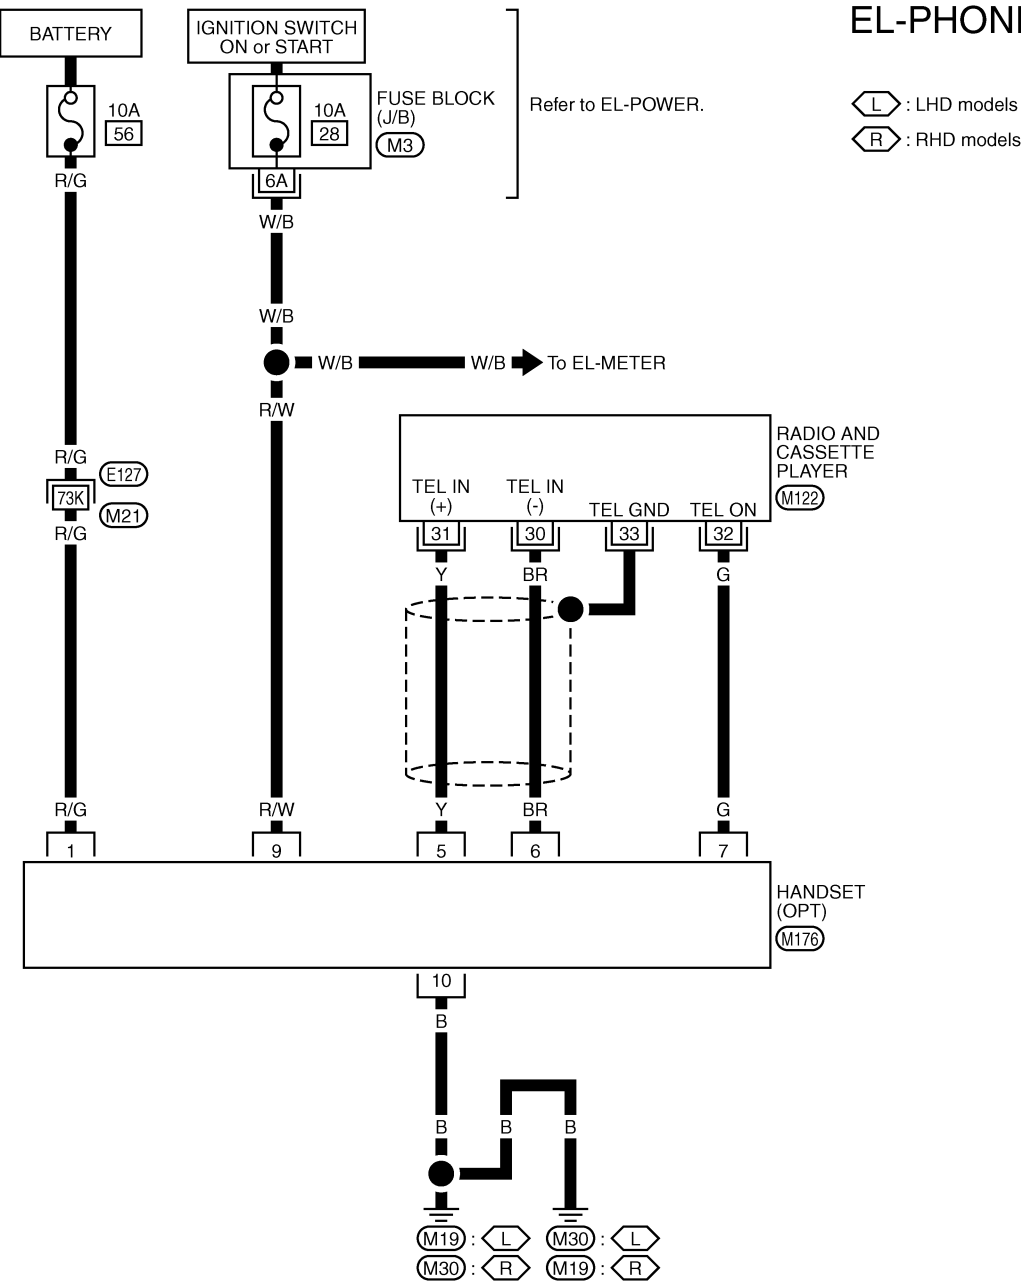 EL-PHON
BATTERY
IGNITION SWITCH
ON or START
10A
56
10A
28
FUSE BLOCK
(J/B)
M3
Refer to EL-POWER.
L : LHD models
R : RHD models
R/G
6A
W/B
W/B
W/B
W/B
To EL-METER
R/W
R/G
E127
73K
M21
R/G
RADIO AND
CASSETTE
PLAYER
M122
TEL IN
(+)
TEL IN
(-)
TEL GND
TEL ON
31
30
33
32
Y
BR
G
R/G
R/W
Y
BR
G
1
9
5
6
7
HANDSET
(OPT)
M176
10
B
B
B
B
M19 : L
M30 : L
M30 : R
M19 : R